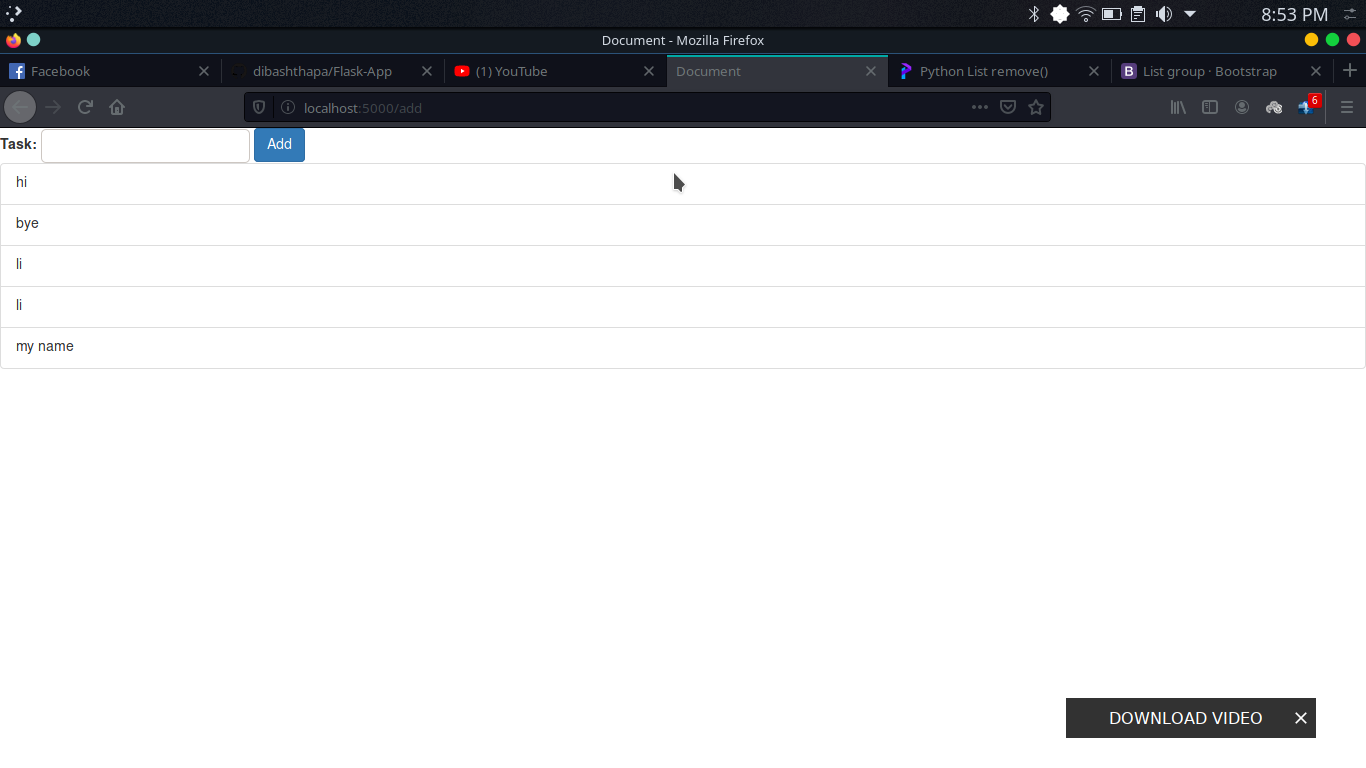 8:53 PM
Document - Mozilla Firefox
Facebook
dibashthapa/Flask-App
(1) YouTube
Document
Python List remove()
B List group · Bootstrap
localhost:5000/add
6
Task: Add
hi
bye
li
li
my name
DOWNLOAD VIDEO